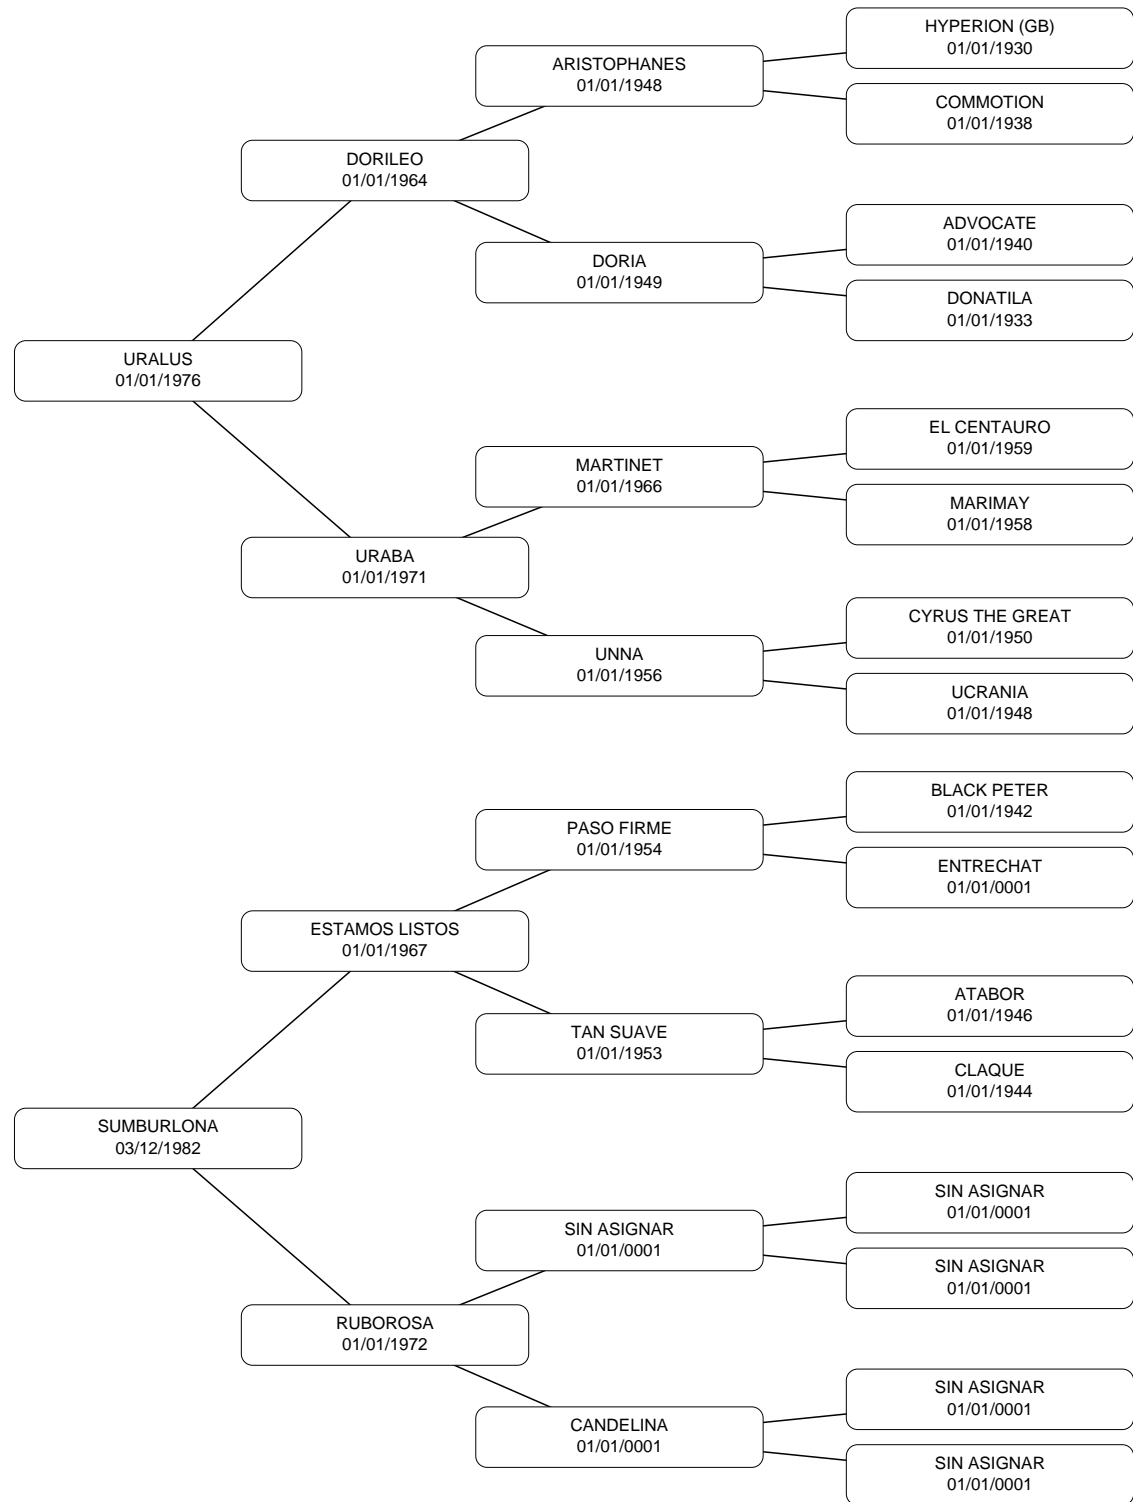 HYPERION (GB)
01/01/1930
ARISTOPHANES
01/01/1948
COMMOTION
01/01/1938
DORILEO
01/01/1964
ADVOCATE
01/01/1940
DORIA
01/01/1949
DONATILA
01/01/1933
URALUS
01/01/1976
EL CENTAURO
01/01/1959
MARTINET
01/01/1966
MARIMAY
01/01/1958
URABA
01/01/1971
CYRUS THE GREAT
01/01/1950
UNNA
01/01/1956
UCRANIA
01/01/1948
BLACK PETER
01/01/1942
PASO FIRME
01/01/1954
ENTRECHAT
01/01/0001
ESTAMOS LISTOS
01/01/1967
ATABOR
01/01/1946
TAN SUAVE
01/01/1953
CLAQUE
01/01/1944
SUMBURLONA
03/12/1982
SIN ASIGNAR
01/01/0001
SIN ASIGNAR
01/01/0001
SIN ASIGNAR
01/01/0001
RUBOROSA
01/01/1972
SIN ASIGNAR
01/01/0001
CANDELINA
01/01/0001
SIN ASIGNAR
01/01/0001